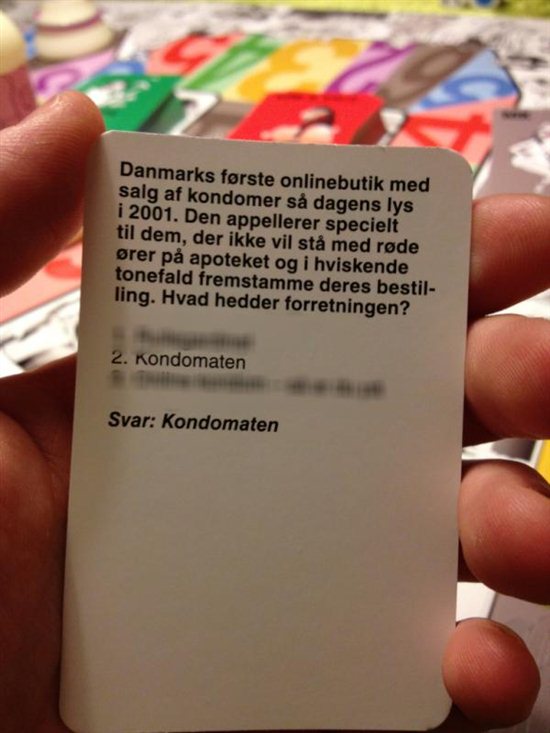 Danmarks første onlinebutik med
salg af kondomer så dagens lys
i 2001. Den appellerer specielt
til dem, der ikke vil stå med røde
ører på apoteket og i hviskende
tonefald fremstamme deres bestil-
ling. Hvad hedder forretningen?
2. Kondomaten
Svar: Kondomaten